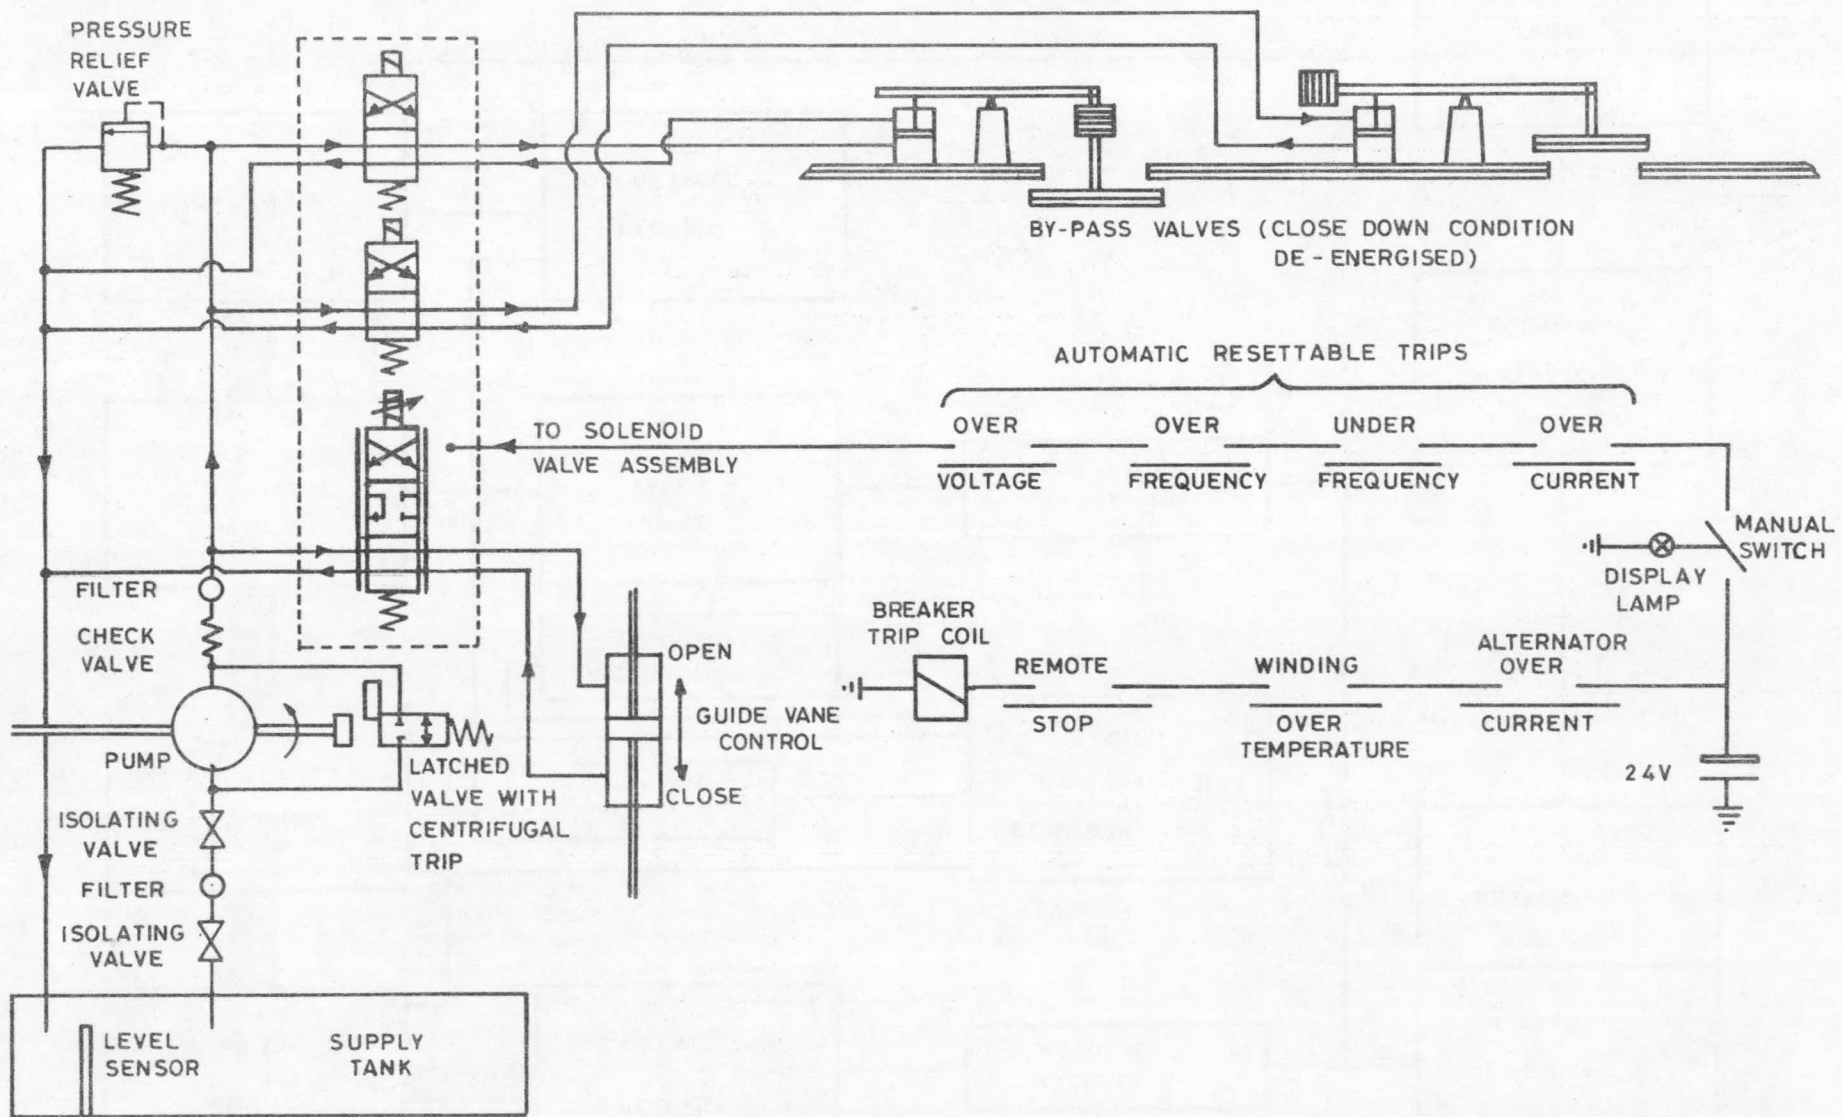 PRESSURE
RELIEF
VALVE
BY-PASS VALVES (CLOSE DOWN CONDITION
DE-ENERGISED)
AUTOMATIC RESETTABLE TRIPS
OVER
VOLTAGE
OVER
FREQUENCY
UNDER
FREQUENCY
OVER
CURRENT
TO SOLENOID
VALVE ASSEMBLY
MANUAL
SWITCH
DISPLAY
LAMP
FILTER
CHECK
VALVE
BREAKER
TRIP COIL
REMOTE
STOP
WINDING
OVER
TEMPERATURE
ALTERNATOR
OVER
CURRENT
24V
OPEN
GUIDE VANE
CONTROL
CLOSE
PUMP
LATCHED
VALVE WITH
CENTRIFUGAL
TRIP
ISOLATING
VALVE
FILTER
ISOLATING
VALVE
LEVEL
SENSOR
SUPPLY
TANK